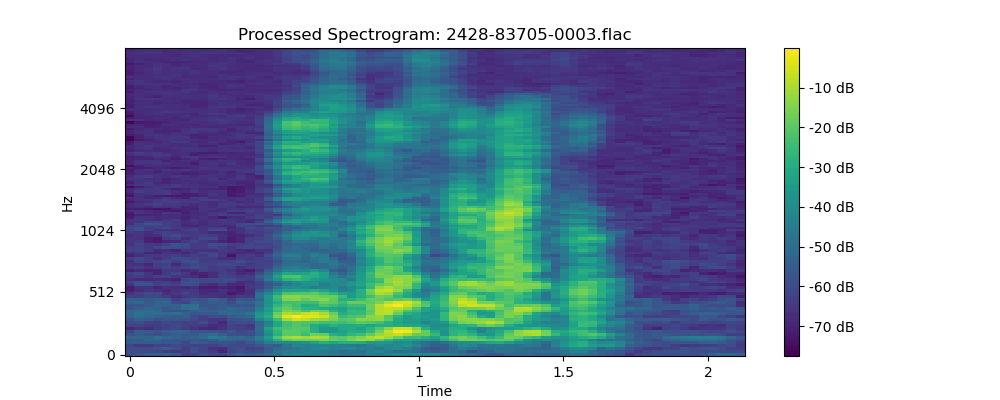 Processed Spectrogram: 2428-83705-0003.flac
Hz
4096
2048
1024
512
0
0
0.5
1
1.5
2
Time
-10 dB
-20 dB
-30 dB
-40 dB
-50 dB
-60 dB
-70 dB